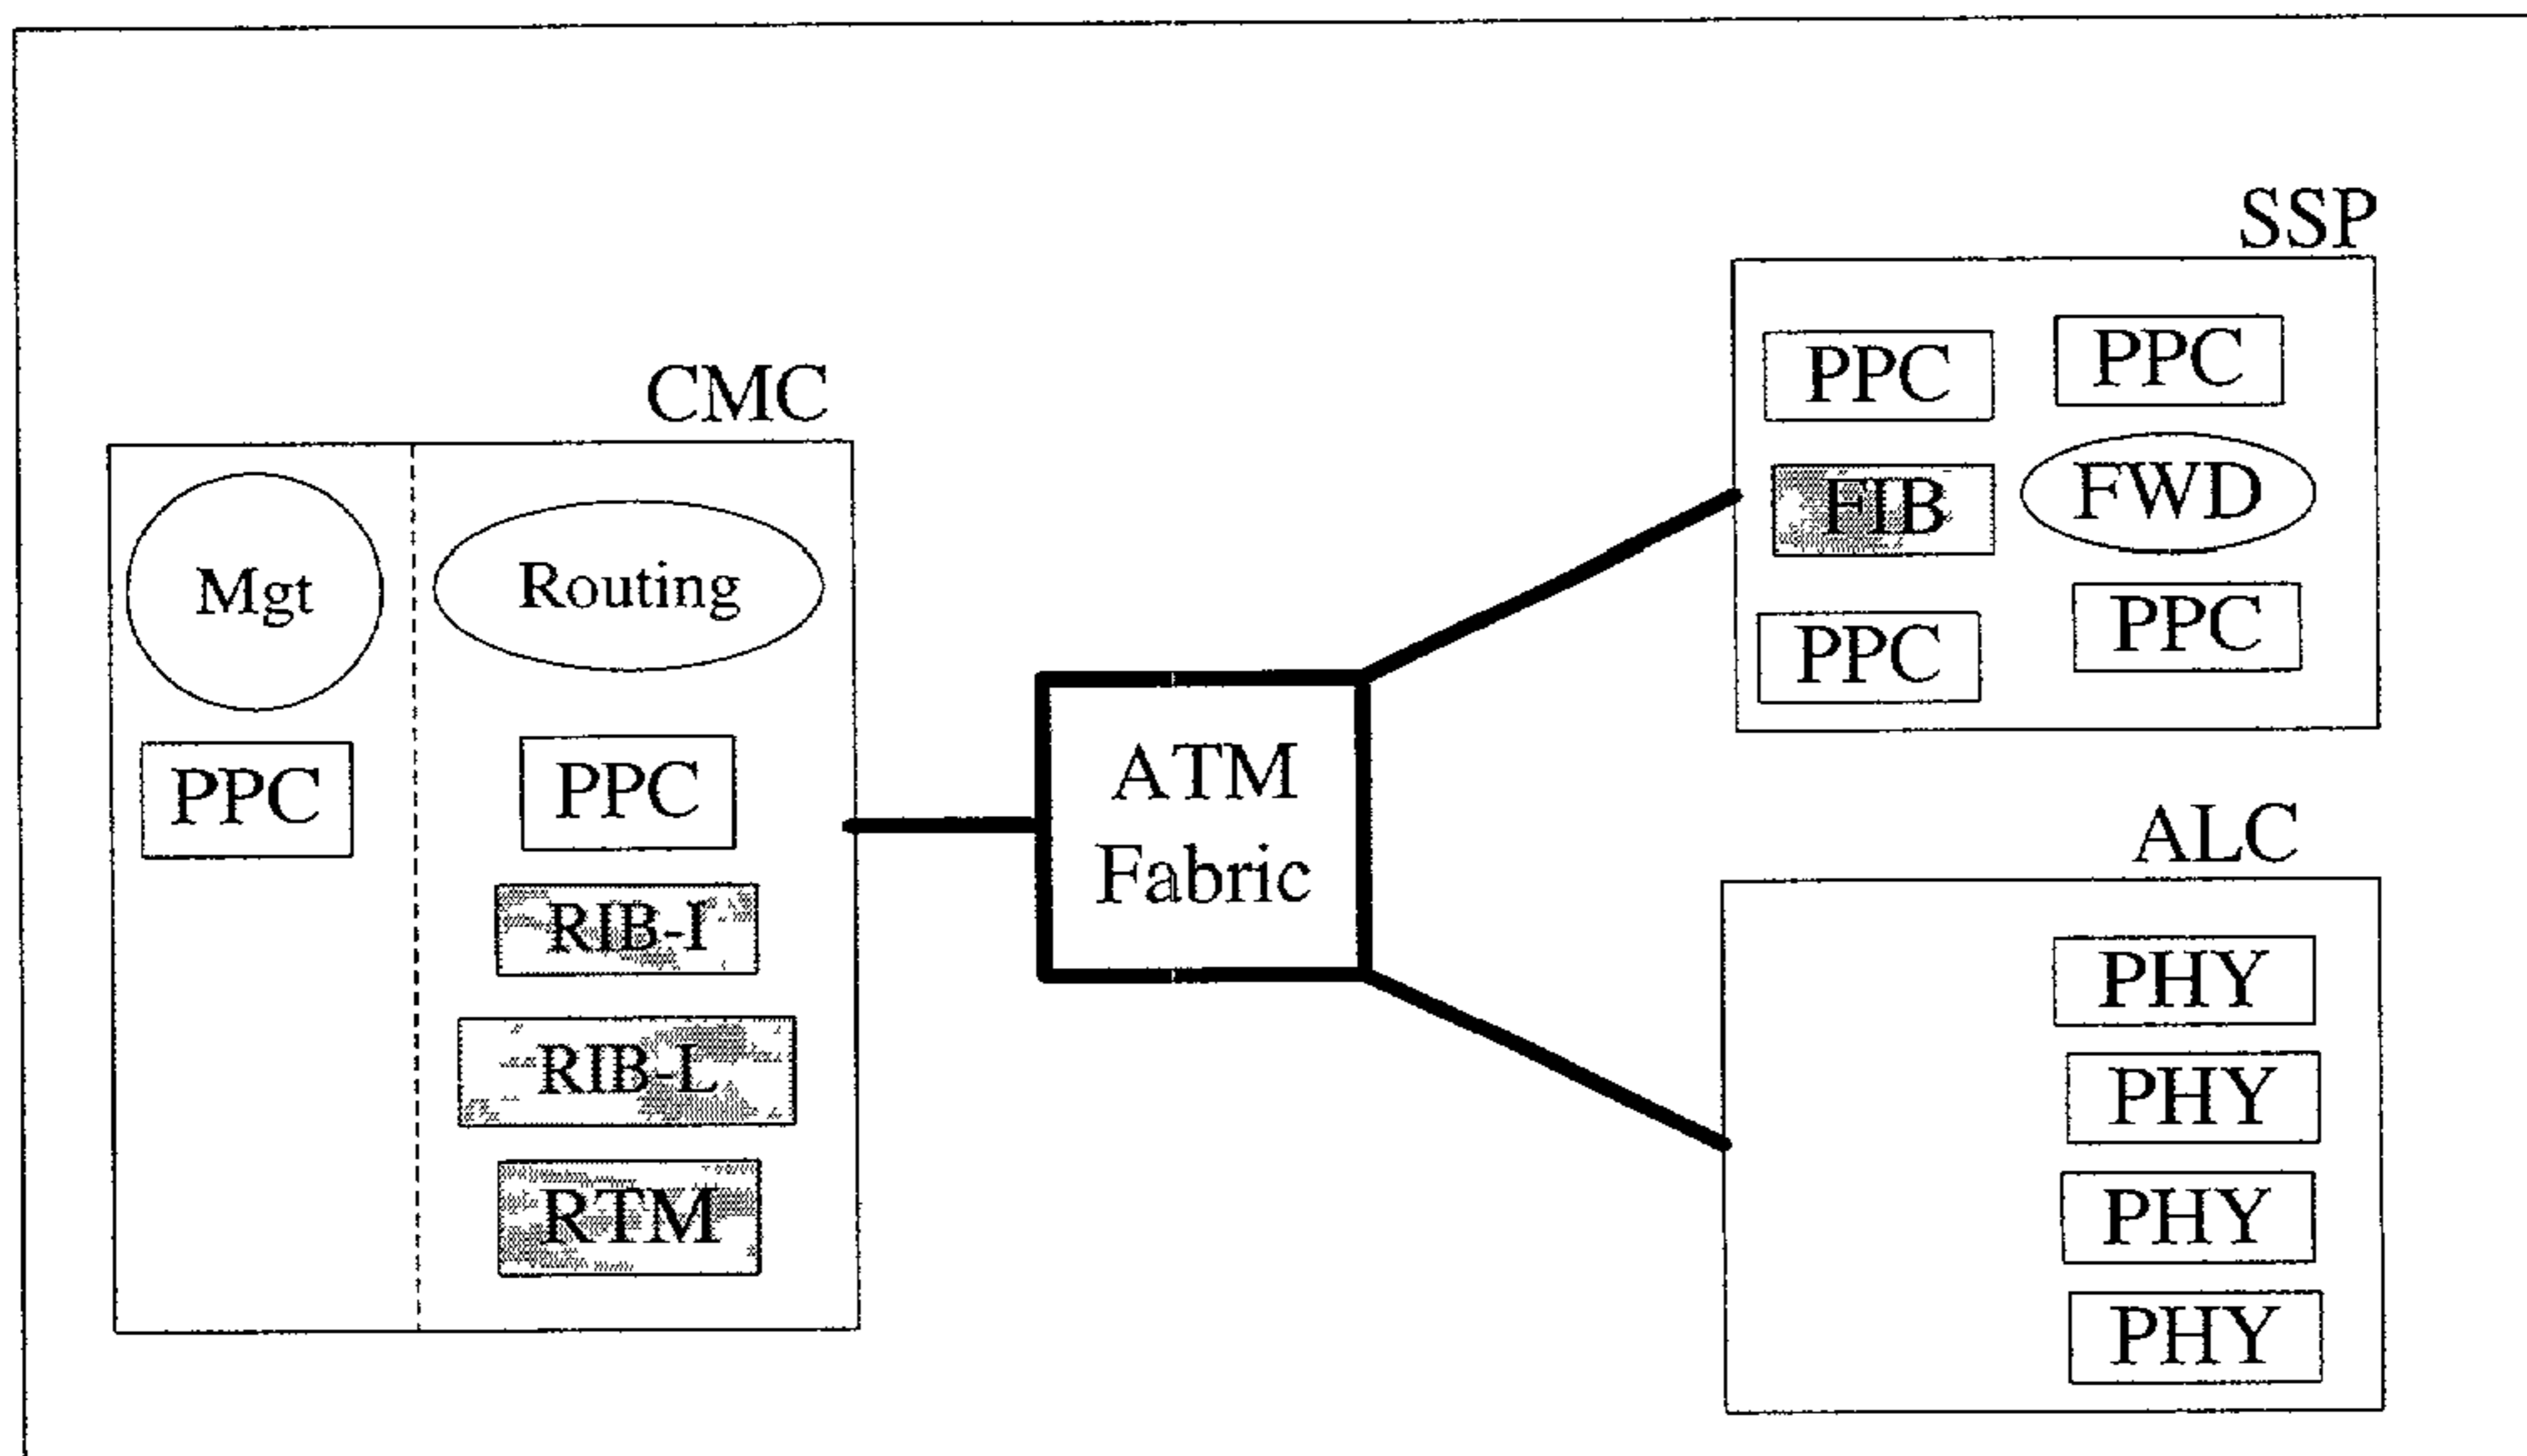 SSP
PPC
PPC
FIB
FWD
PPC
PPC
CMC
Mgt
Routing
PPC
PPC
RIB-I
RIB-L
RTM
ATM
Fabric
ALC
PHY
PHY
PHY
PHY